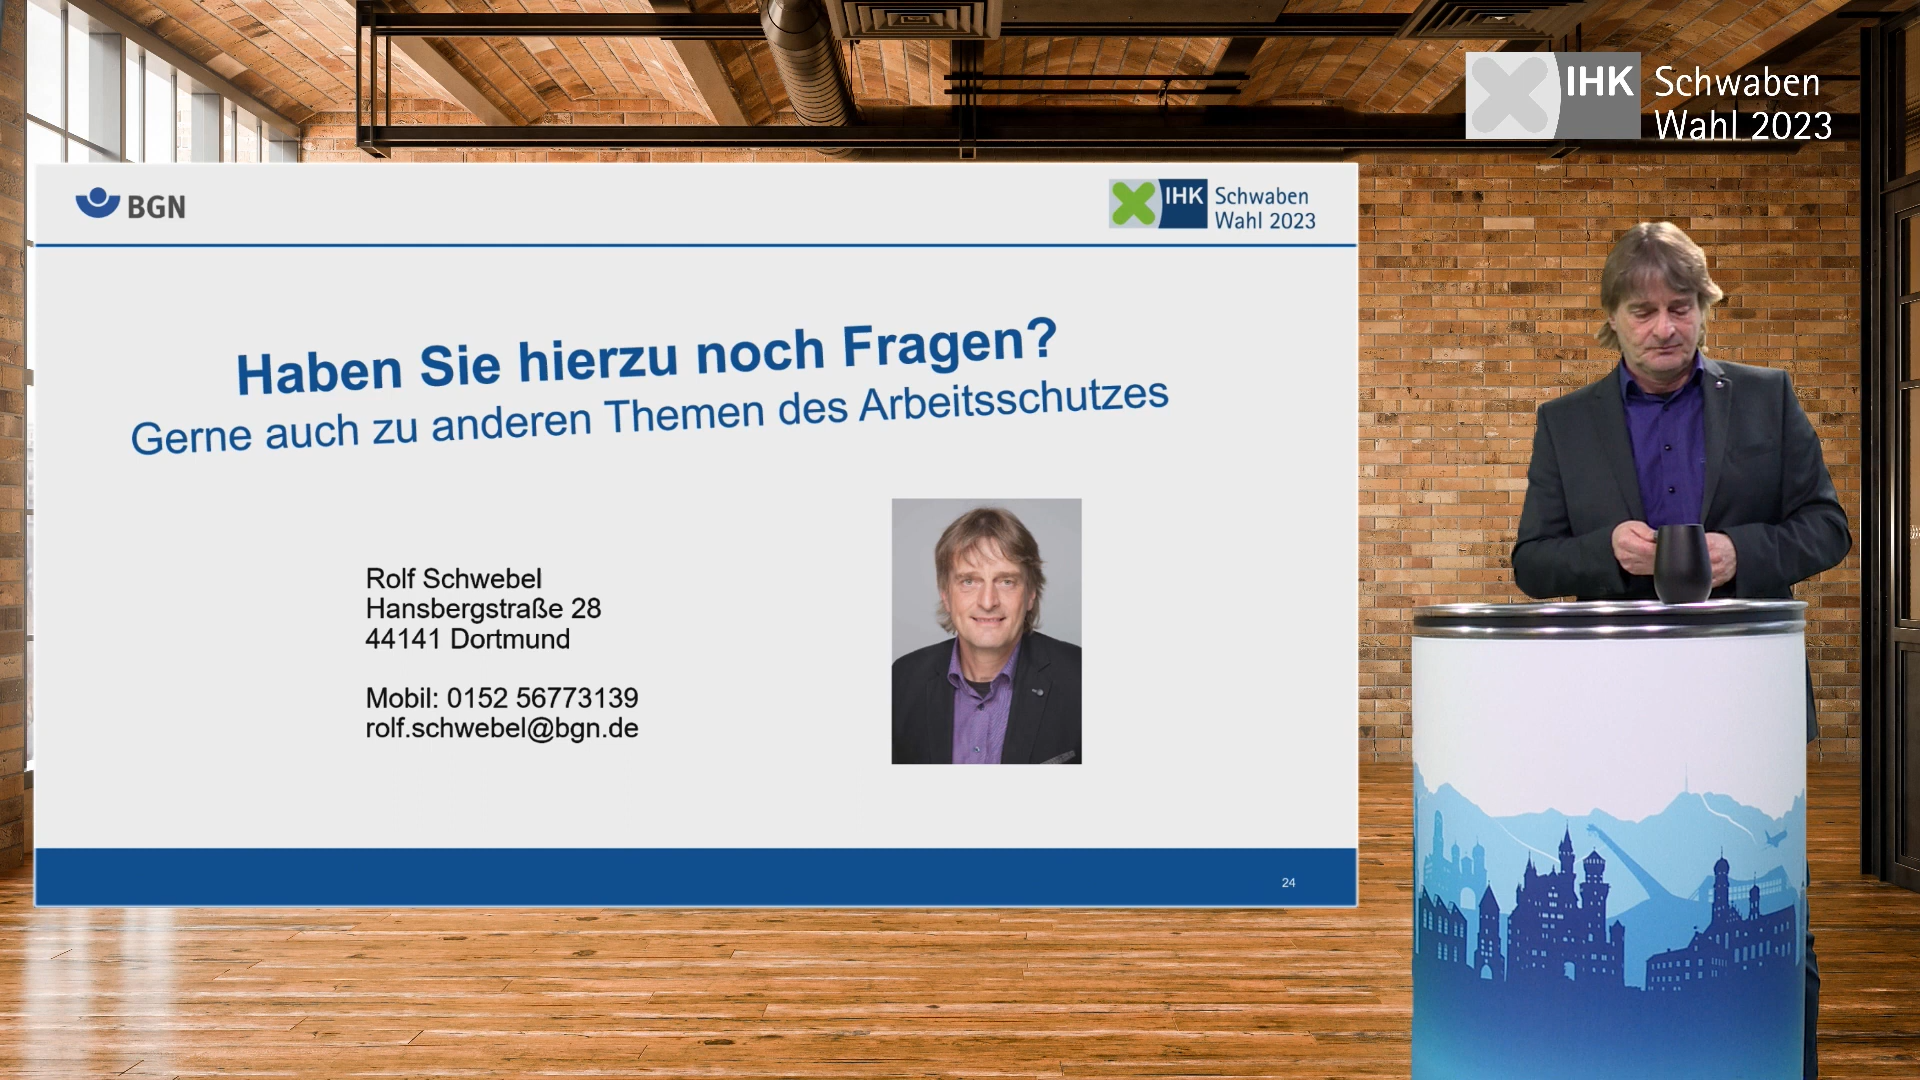 IHK Schwaben
Wahl 2023
BGN
IHK Schwaben
Wahl 2023
Haben Sie hierzu noch Fragen?
Gerne auch zu anderen Themen des Arbeitsschutzes
Rolf Schwebel
Hansbergstraße 28
44141 Dortmund
Mobil: 0152 56773139
rolf.schwebel@bgn.de
24